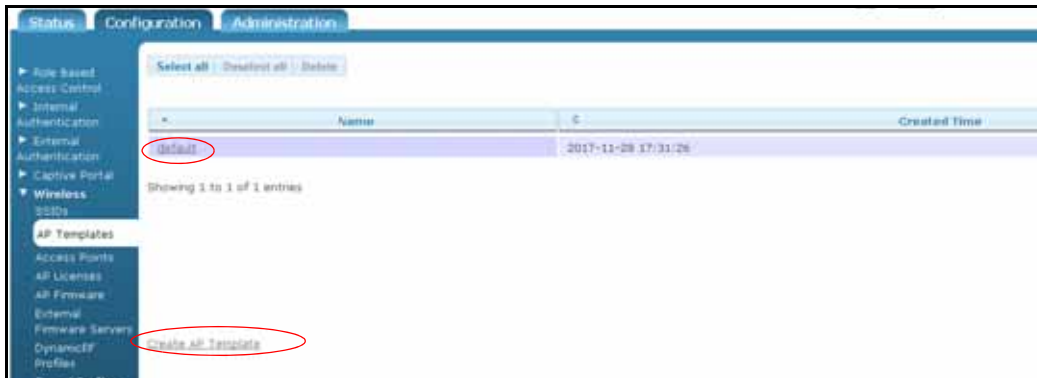 Status Configuration Administration
Select all Deselect all Delete
Role Based
Access Control
Internal
Authentication
External
Authentication
Captive Portal
Wireless
SSIDs
AP Templates
Access Points
AP Licenses
AP Firmware
External
Firmware Servers
DynamicRF
Profiles
Name Created Time
default 2017-11-28 17:31:26
Showing 1 to 1 of 1 entries
Create AP Template